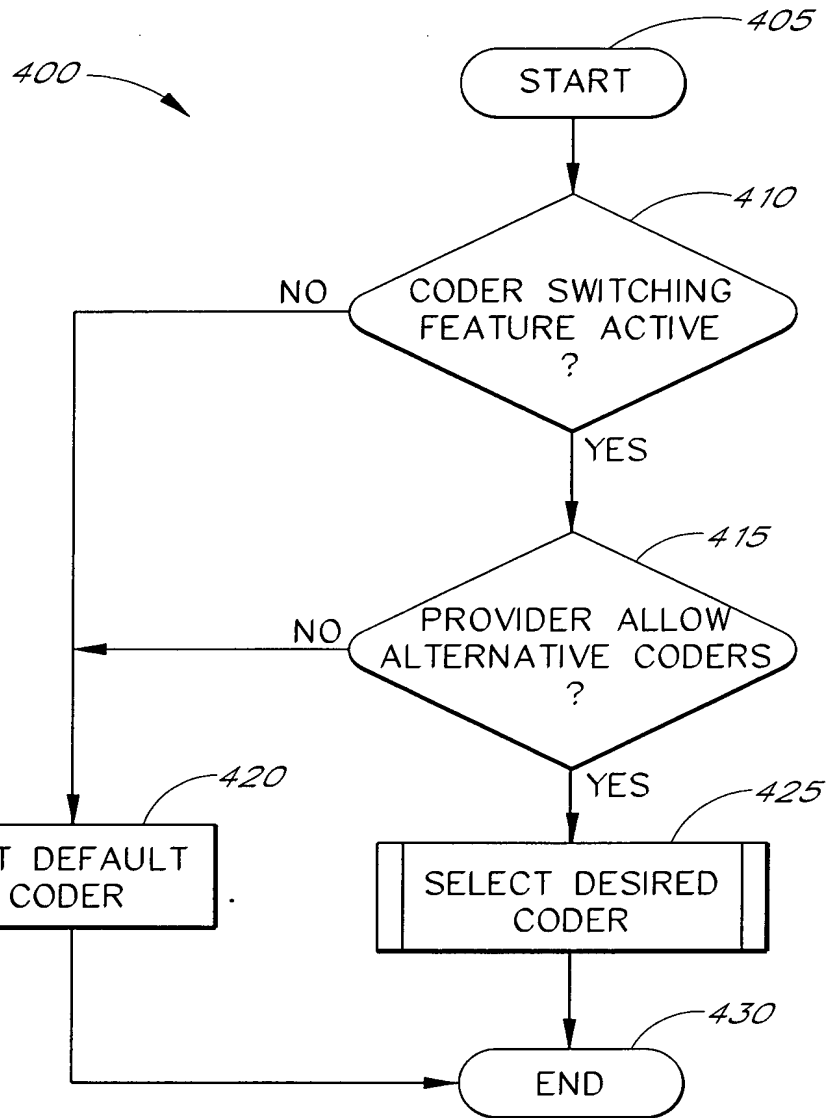 405
400
START
410
NO
CODER SWITCHING
FEATURE ACTIVE
?
YES
415
NO
PROVIDER ALLOW
ALTERNATIVE CODERS
?
YES
420
425
DEFAULT
CODER
SELECT DESIRED
CODER
430
END